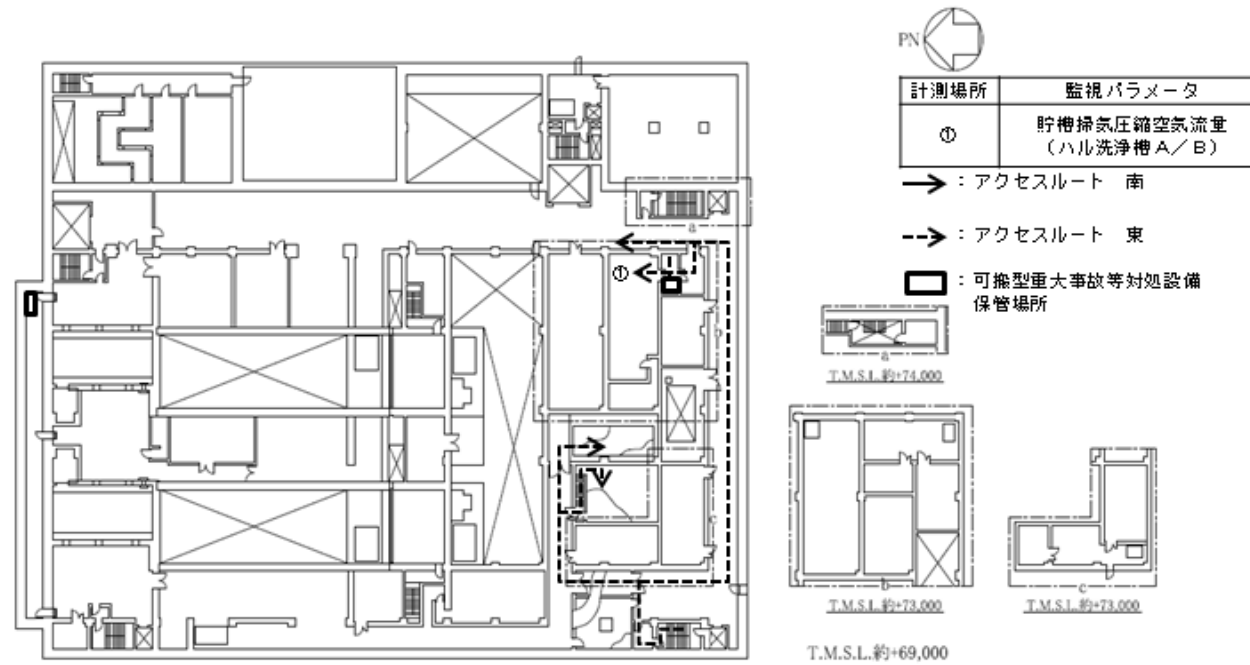 PN
計測場所 監視パラメータ
① 貯槽掃気圧縮空気流量
（ハル洗浄槽Ａ／Ｂ）
：アクセスルート 南
：アクセスルート 東
：可搬型重大事故等対処設備
保管場所
a
①
b
c
a
T.M.S.L.約+74,000
b
T.M.S.L.約+73,000
c
T.M.S.L.約+73,000
T.M.S.L.約+69,000